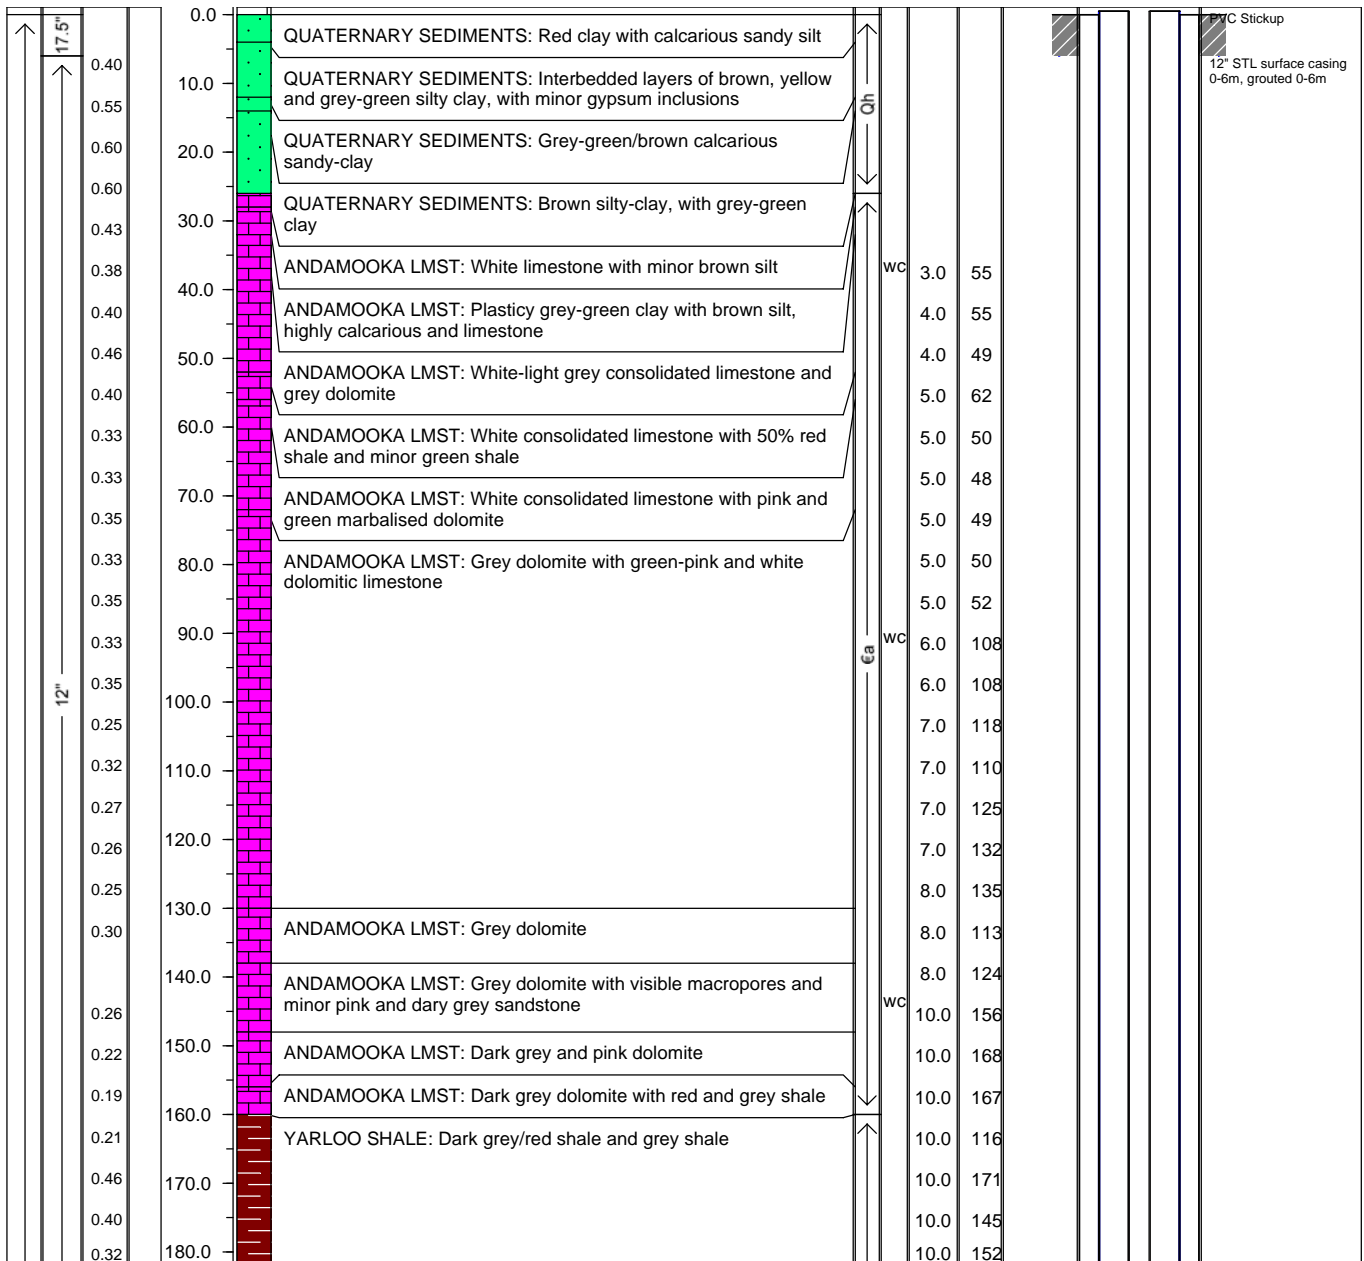 17.5"
12"
0.40
0.55
0.60
0.60
0.43
0.38
0.40
0.46
0.40
0.33
0.33
0.35
0.33
0.35
0.33
0.35
0.25
0.32
0.27
0.26
0.25
0.30
0.26
0.22
0.19
0.21
0.46
0.40
0.32
0.0
10.0
20.0
30.0
40.0
50.0
60.0
70.0
80.0
90.0
100.0
110.0
120.0
130.0
140.0
150.0
160.0
170.0
180.0
QUATERNARY SEDIMENTS: Red clay with calcarious sandy silt
QUATERNARY SEDIMENTS: Interbedded layers of brown, yellow
and grey-green silty clay, with minor gypsum inclusions
QUATERNARY SEDIMENTS: Grey-green/brown calcarious
sandy-clay
QUATERNARY SEDIMENTS: Brown silty-clay, with grey-green
clay
ANDAMOOKA LMST: White limestone with minor brown silt
ANDAMOOKA LMST: Plasticy grey-green clay with brown silt,
highly calcarious and limestone
ANDAMOOKA LMST: White-light grey consolidated limestone and
grey dolomite
ANDAMOOKA LMST: White consolidated limestone with 50% red
shale and minor green shale
ANDAMOOKA LMST: White consolidated limestone with pink and
green marbalised dolomite
ANDAMOOKA LMST: Grey dolomite with green-pink and white
dolomitic limestone
ANDAMOOKA LMST: Grey dolomite
ANDAMOOKA LMST: Grey dolomite with visible macropores and
minor pink and dary grey sandstone
ANDAMOOKA LMST: Dark grey and pink dolomite
ANDAMOOKA LMST: Dark grey dolomite with red and grey shale
YARLOO SHALE: Dark grey/red shale and grey shale
Qh
€a
wc
wc
wc
3.0 55
4.0 55
4.0 49
5.0 62
5.0 50
5.0 48
5.0 49
5.0 50
5.0 52
6.0 108
6.0 108
7.0 118
7.0 110
7.0 125
7.0 132
8.0 135
8.0 113
8.0 124
10.0 156
10.0 168
10.0 167
10.0 116
10.0 171
10.0 145
10.0 152
PVC Stickup
12" STL surface casing
0-6m, grouted 0-6m